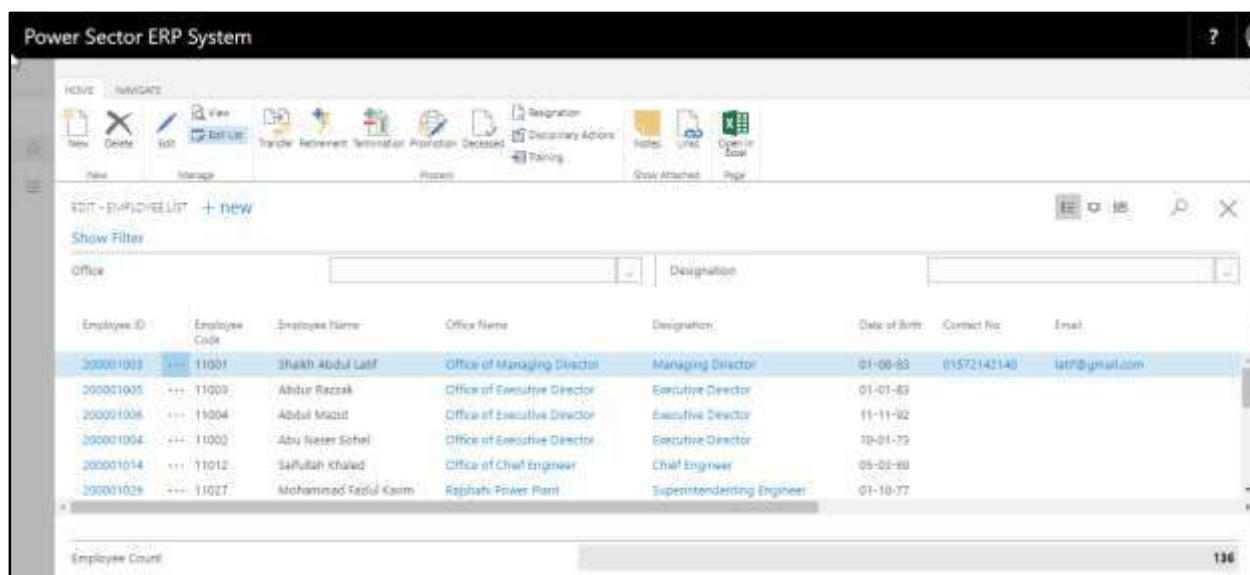 Power Sector ERP System ?
HOME NAVIGATE
New Delete Edit View Edit List Transfer Retirement Termination Promotion Deceased Resignation Disciplinary Actions Training Notes Links Open in Excel
New Manage Process Show Attached Page
EDIT - EMPLOYEE LIST + new
Show Filter
Office ... Designation ...
Employee ID Employee Code Employee Name Office Name Designation Date of Birth Contact No Email
200001003 ... 11001 Shaikh Abdul Latif Office of Managing Director Managing Director 01572142140 latif@gmail.com
200001005 ... 11003 Abdur Razzak Office of Executive Director Executive Director 01-01-83
200001006 ... 11004 Abdul Mazid Office of Executive Director Executive Director 11-11-92
200001004 ... 11002 Abu Naser Sohel Office of Executive Director Executive Director 10-01-73
200001014 ... 11012 Saifullah Khaled Office of Chief Engineer Chief Engineer
200001029 ... 11027 Mohammad Fazlul Karim Rajshahi Power Plant Superintendenting Engineer 01-10-77
Employee Count 136